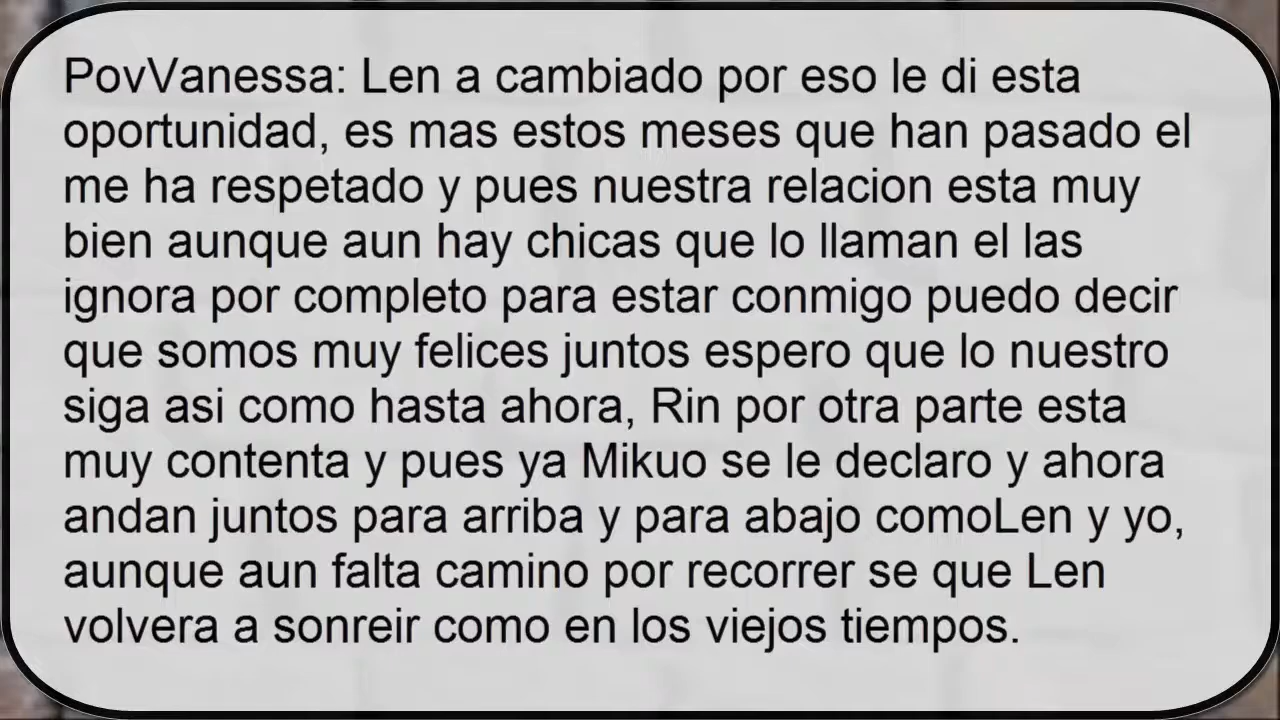 PovVanessa: Len a cambiado por eso le di esta
oportunidad, es mas estos meses que han pasado el
me ha respetado y pues nuestra relacion esta muy
bien aunque aun hay chicas que lo llaman el las
ignora por completo para estar conmigo puedo decir
que somos muy felices juntos espero que lo nuestro
siga asi como hasta ahora, Rin por otra parte esta
muy contenta y pues ya Mikuo se le declaro y ahora
andan juntos para arriba y para abajo comoLen y yo,
aunque aun falta camino por recorrer se que Len
volvera a sonreir como en los viejos tiempos.